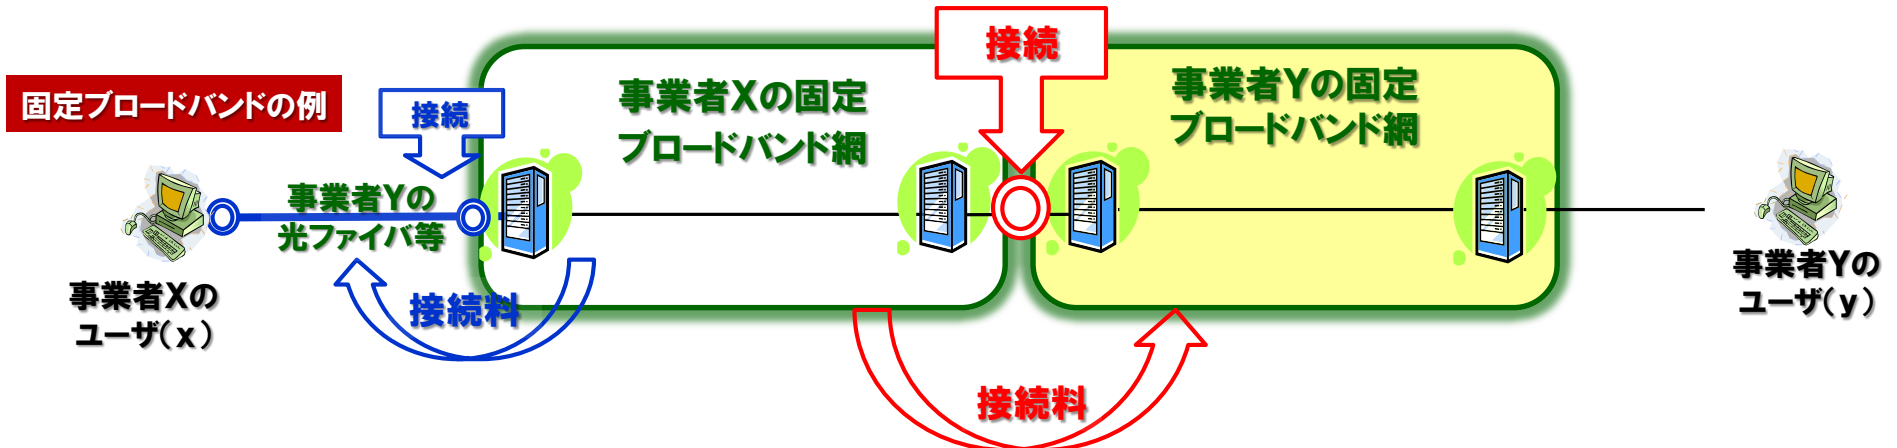 固定ブロードバンドの例
接続
接続
事業者Xの固定
ブロードバンド網
事業者Yの固定
ブロードバンド網
事業者Yの
光ファイバ等
事業者Xの
ユーザ(x)
事業者Yの
ユーザ(y)
接続料
接続料